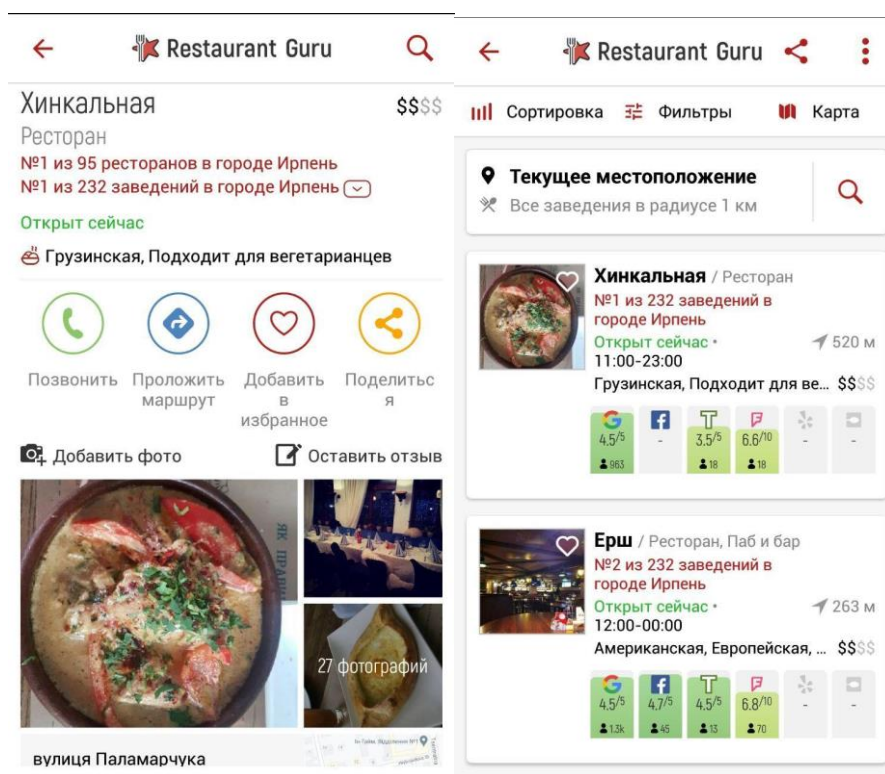 Restaurant Guru
Хинкальная $$$$
Ресторан
№1 из 95 ресторанов в городе Ирпень
№1 из 232 заведений в городе Ирпень
Открыт сейчас
Грузинская, Подходит для вегетарианцев
Позвонить Проложить Добавить Поделитьс
маршрут в я
избранное
Добавить фото Оставить отзыв
ЯК ПРАВИ
27 фотографий
вулиця Паламарчука
Restaurant Guru
Сортировка Фильтры Карта
Текущее местоположение
Все заведения в радиусе 1 км
Хинкальная / Ресторан
№1 из 232 заведений в
городе Ирпень
Открыт сейчас • 520 м
11:00-23:00
Грузинская, Подходит для ве... $$$$
4.5/5 - 3.5/5 6.6/10 - -
963 18 18
Ерш / Ресторан, Паб и бар
№2 из 232 заведений в
городе Ирпень
Открыт сейчас • 263 м
12:00-00:00
Американская, Европейская, ... $$$$
4.5/5 4.7/5 4.5/5 6.8/10 - -
1.3k 45 13 70